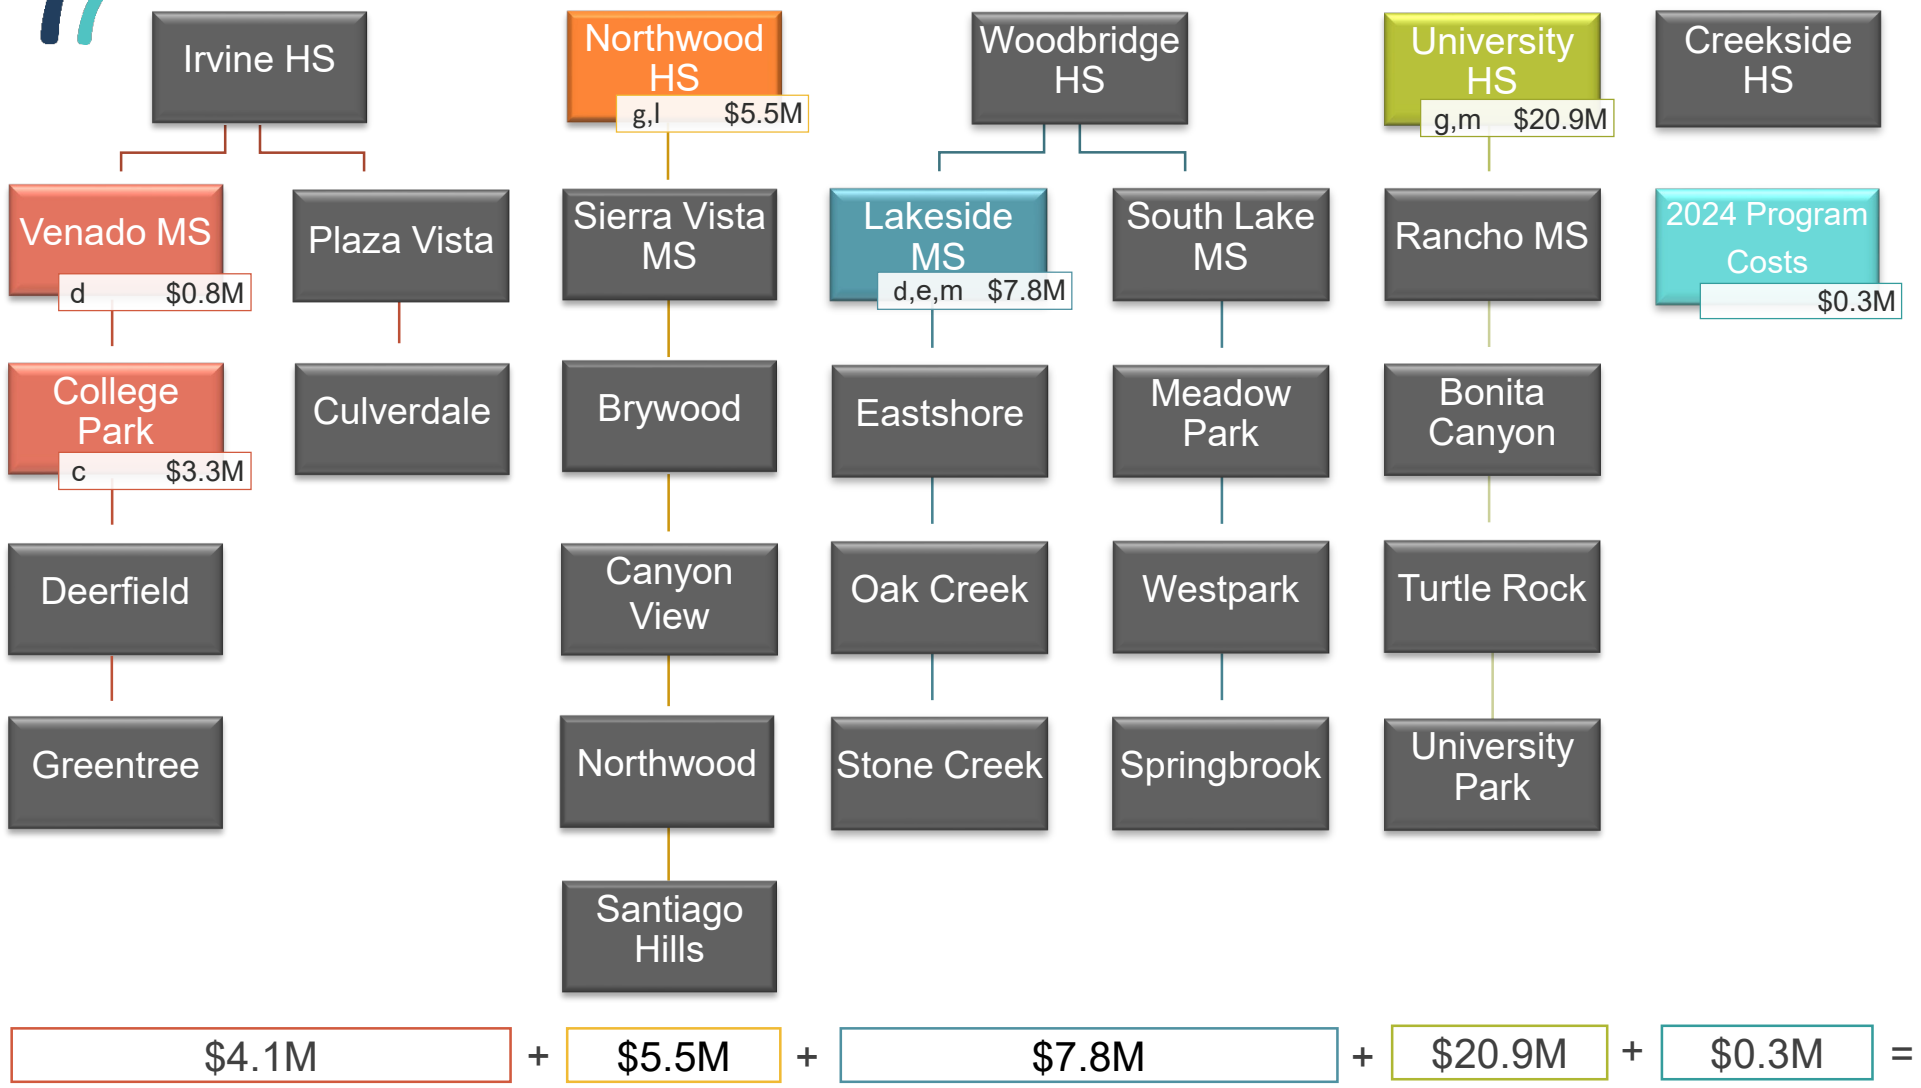 Irvine HS
Northwood
HS
g,l $5.5M
Woodbridge
HS
University
HS
g,m $20.9M
Creekside
HS
Venado MS
d $0.8M
Plaza Vista
Sierra Vista
MS
Lakeside
MS
d,e,m $7.8M
South Lake
MS
Rancho MS
2024 Program
Costs
$0.3M
College
Park
c $3.3M
Culverdale
Brywood
Eastshore
Meadow
Park
Bonita
Canyon
Deerfield
Canyon
View
Oak Creek
Westpark
Turtle Rock
Greentree
Northwood
Stone Creek
Springbrook
University
Park
Santiago
Hills
$4.1M + $5.5M + $7.8M + $20.9M + $0.3M =